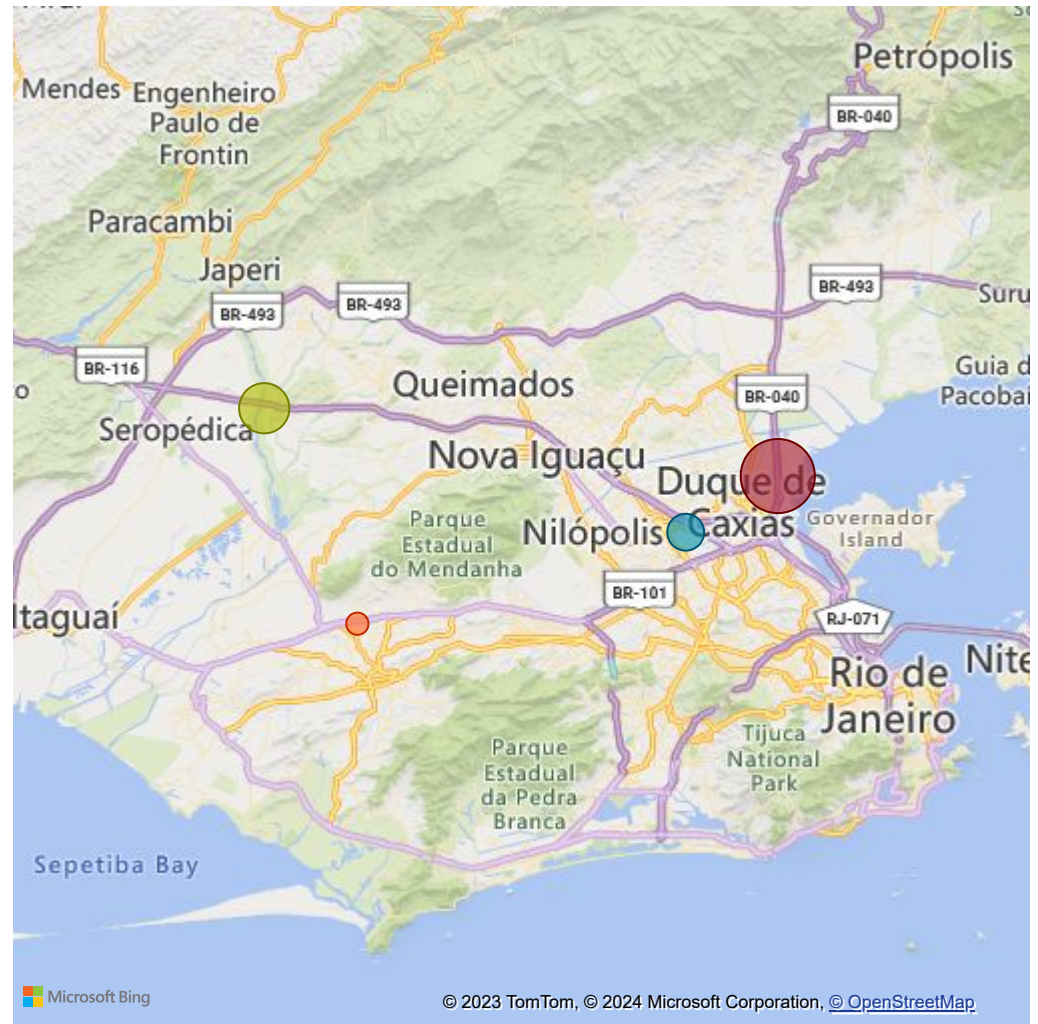 Petrópolis
Mendes
Engenheiro
Paulo de
Frontin
BR-040
Paracambi
Japeri
BR-493
BR-493
BR-493
Suru
BR-116
Queimados
BR-040
Guia d
Pacobaí
Seropédica
Nova Iguaçu
Duque de
Caxias
Parque
Estadual
do Mendanha
Nilópolis
Governador
Island
BR-101
Itaguaí
RJ-071
Rio de
Janeiro
Nite
Tijuca
National
Park
Parque
Estadual
da Pedra
Branca
Sepetiba Bay
Microsoft Bing
© 2023 TomTom, © 2024 Microsoft Corporation, © OpenStreetMap